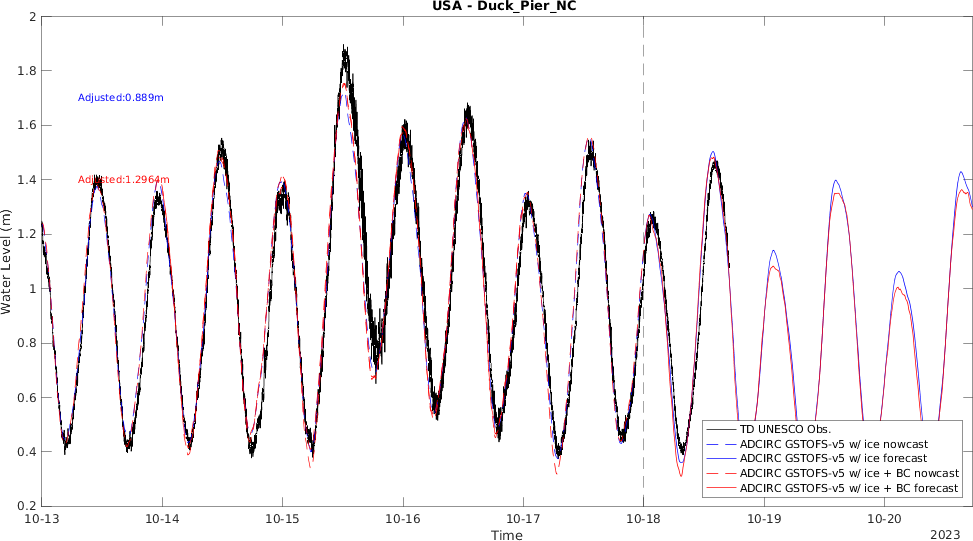 USA - Duck_Pier_NC
2
1.8
1.6
1.4
1.2
1
0.8
0.6
0.4
0.2
Water Level (m)
Adjusted:0.889m
Adjusted:1.2964m
TD UNESCO Obs.
ADCIRC GSTOFS-v5 w/ ice nowcast
ADCIRC GSTOFS-v5 w/ ice forecast
ADCIRC GSTOFS-v5 w/ ice + BC nowcast
ADCIRC GSTOFS-v5 w/ ice + BC forecast
10-13 10-14 10-15 10-16 10-17 10-18 10-19 10-20
Time
2023